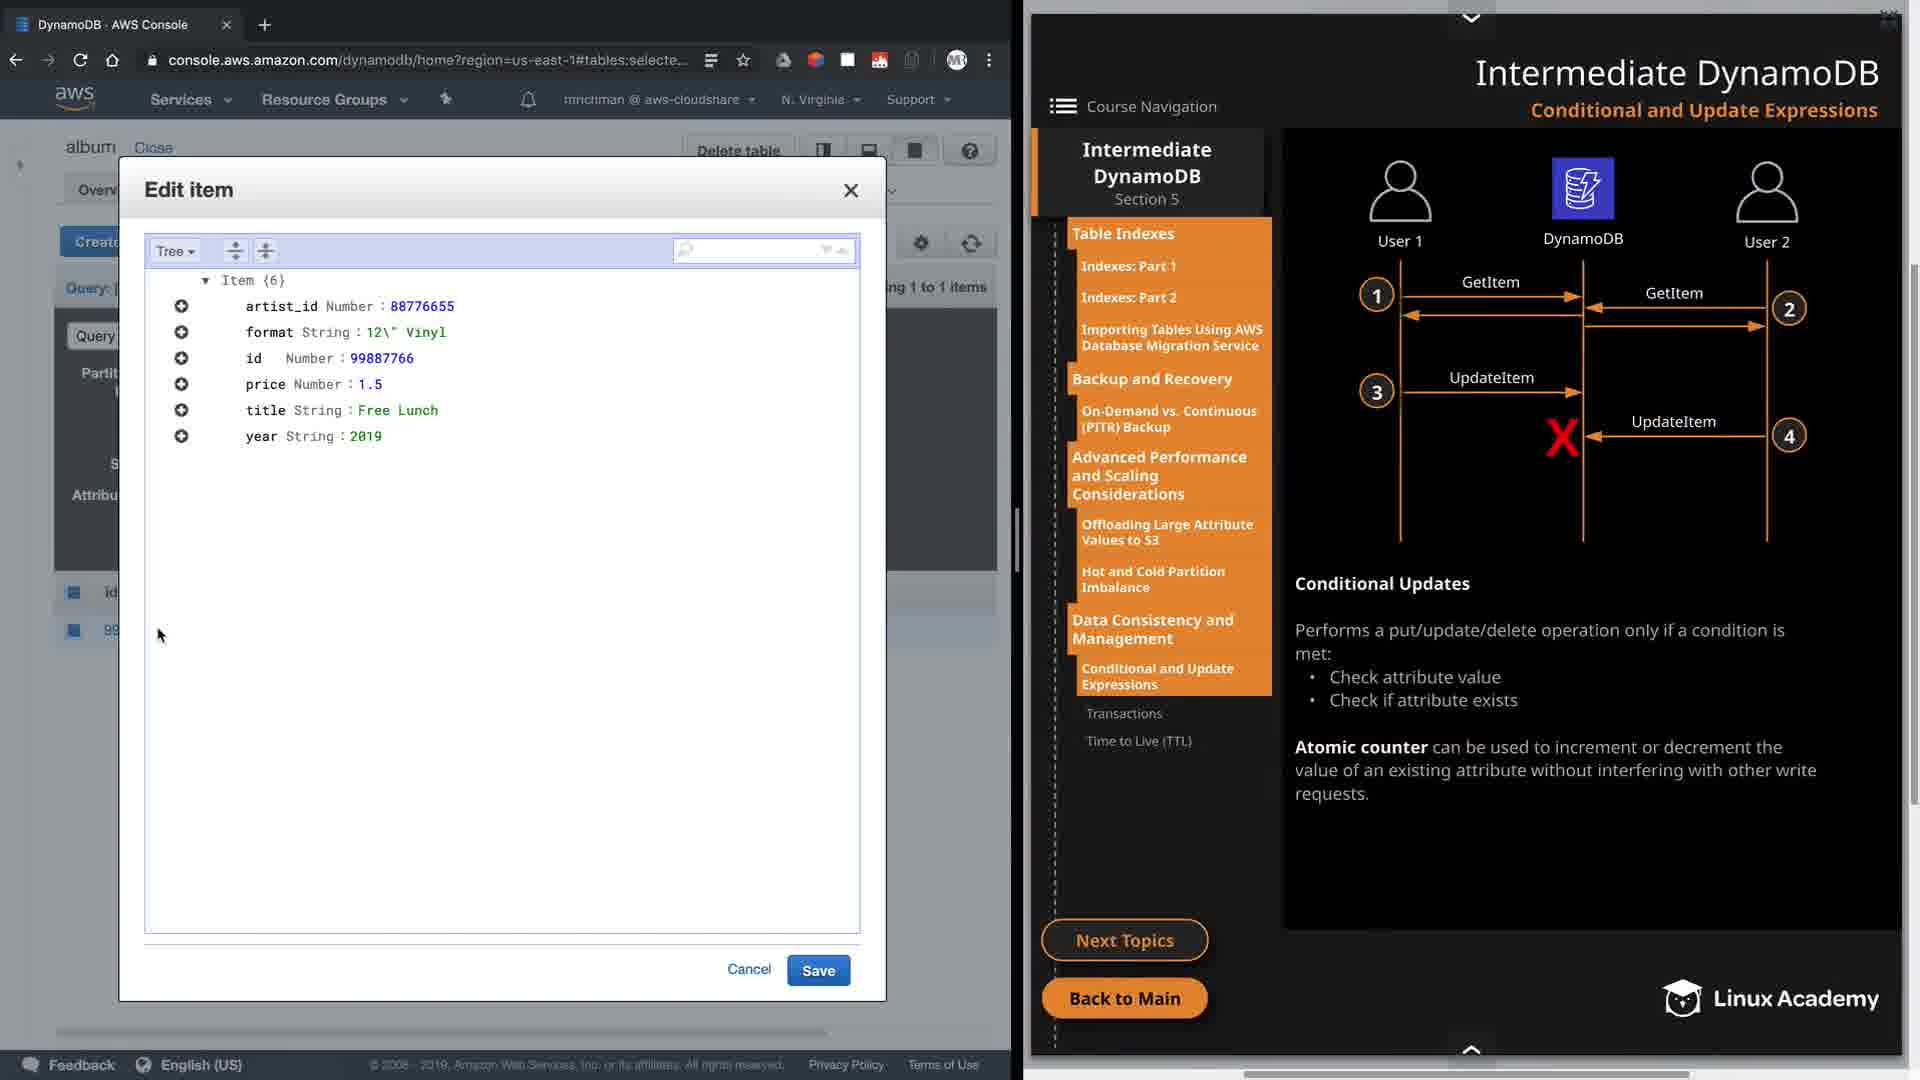 DynamoDB · AWS Console
console.aws.amazon.com/dynamodb/home?region=us-east-1#tables:selecte...
aws
Services
Resource Groups
mrichman @ aws-cloudshare
N. Virginia
Support
album
Close
Delete table
Overv
Edit item
Create
Tree
Query: [
ng 1 to 1 items
Item {6}
artist_id Number : 88776655
format String : 12\" Vinyl
id Number : 99887766
price Number : 1.5
title String : Free Lunch
year String : 2019
Query
Partit
S
Attribu
id
99
Cancel
Save
Feedback
English (US)
© 2008 - 2019, Amazon Web Services, Inc. or its affiliates. All rights reserved.
Privacy Policy
Terms of Use
Intermediate DynamoDB
Conditional and Update Expressions
Course Navigation
Intermediate
DynamoDB
Section 5
Table Indexes
Indexes: Part 1
Indexes: Part 2
Importing Tables Using AWS
Database Migration Service
Backup and Recovery
On-Demand vs. Continuous
(PITR) Backup
Advanced Performance
and Scaling
Considerations
Offloading Large Attribute
Values to S3
Hot and Cold Partition
Imbalance
Data Consistency and
Management
Conditional and Update
Expressions
Transactions
Time to Live (TTL)
Next Topics
Back to Main
User 1
DynamoDB
User 2
1
GetItem
GetItem
2
3
UpdateItem
X
UpdateItem
4
Conditional Updates
Performs a put/update/delete operation only if a condition is
met:
• Check attribute value
• Check if attribute exists
Atomic counter can be used to increment or decrement the
value of an existing attribute without interfering with other write
requests.
Linux Academy